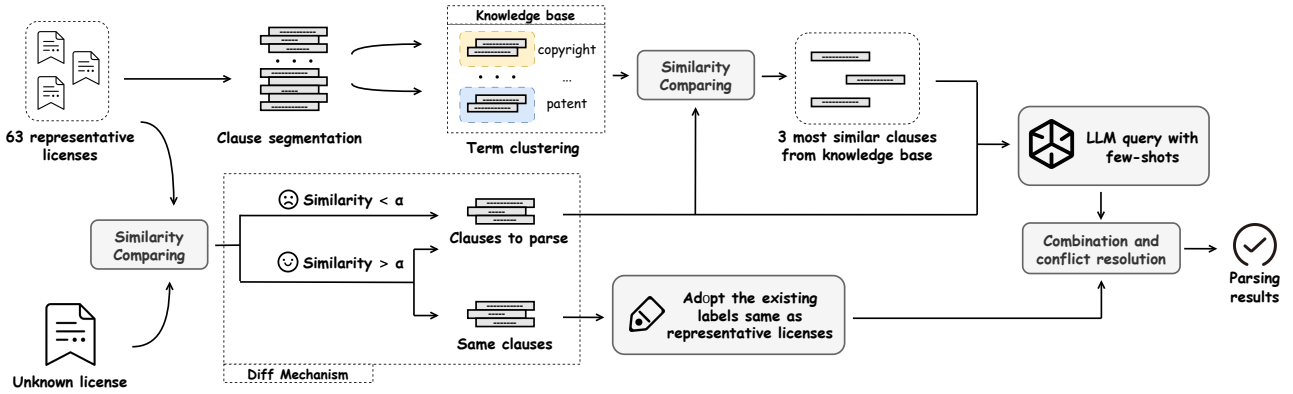 Knowledge base
copyright
...
patent
Term clustering
63 representative
licenses
Clause segmentation
Similarity
Comparing
3 most similar clauses
from knowledge base
LLM query with
few-shots
Similarity < α
Clauses to parse
Similarity
Comparing
Similarity > α
Same clauses
Adopt the existing
labels same as
representative licenses
Combination and
conflict resolution
Parsing
results
Unknown license
Diff Mechanism